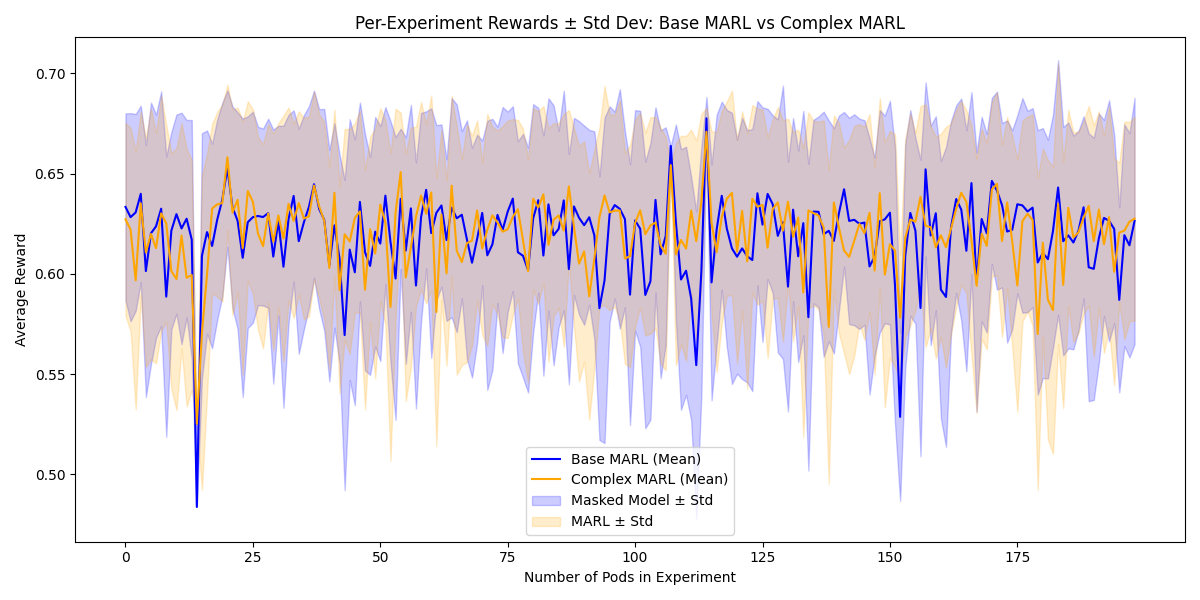 Per-Experiment Rewards ± Std Dev: Base MARL vs Complex MARL
Average Reward
0.70
0.65
0.60
0.55
0.50
Base MARL (Mean)
Complex MARL (Mean)
Masked Model ± Std
MARL ± Std
0 25 50 75 100 125 150 175
Number of Pods in Experiment